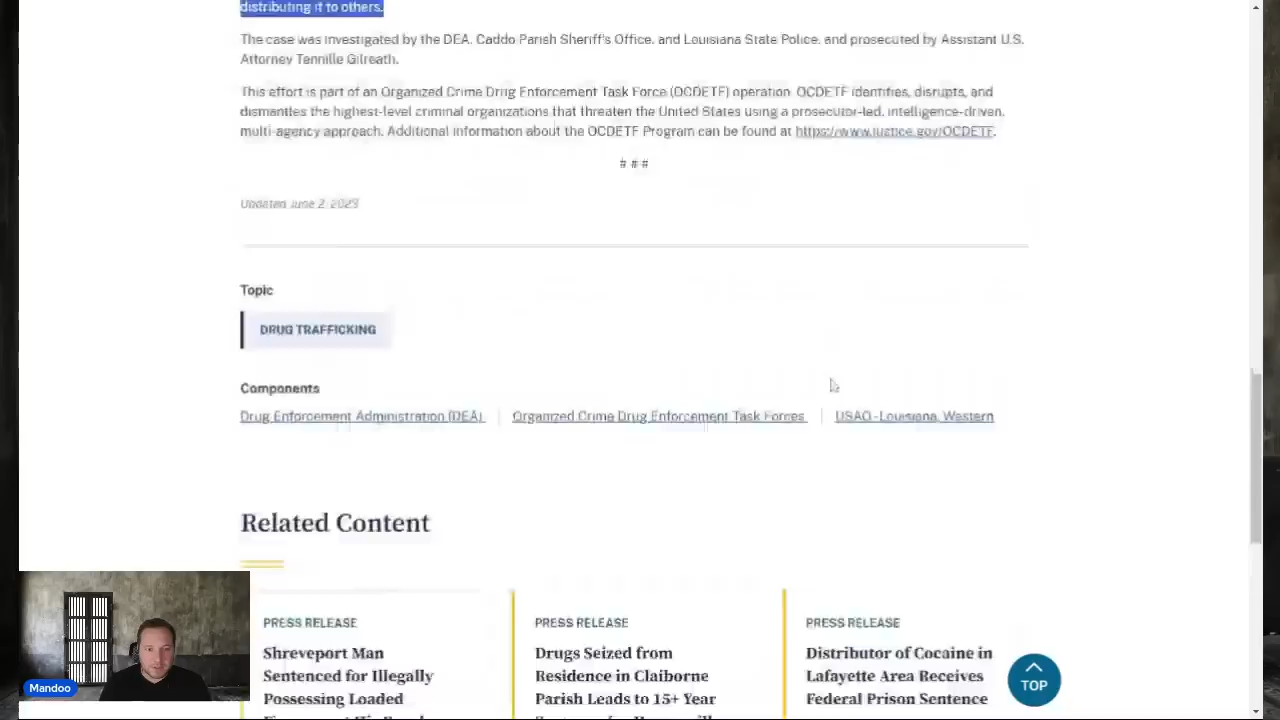 distributing it to others.
The case was investigated by the DEA, Caddo Parish Sheriff's Office, and Louisiana State Police, and prosecuted by Assistant U.S.
Attorney Tennille Gilreath.
This effort is part of an Organized Crime Drug Enforcement Task Force (OCDETF) operation. OCDETF identifies, disrupts, and
dismantles the highest-level criminal organizations that threaten the United States using a prosecutor-led, intelligence-driven,
multi-agency approach. Additional information about the OCDETF Program can be found at https://www.justice.gov/OCDETF.
# # #
Updated June 2, 2023
Topic
DRUG TRAFFICKING
Components
Drug Enforcement Administration (DEA)
Organized Crime Drug Enforcement Task Forces
USAO - Louisiana, Western
Related Content
PRESS RELEASE
Shreveport Man
Sentenced for Illegally
Possessing Loaded
PRESS RELEASE
Drugs Seized from
Residence in Claiborne
Parish Leads to 15+ Year
PRESS RELEASE
Distributor of Cocaine in
Lafayette Area Receives
Federal Prison Sentence
TOP
Mandoo